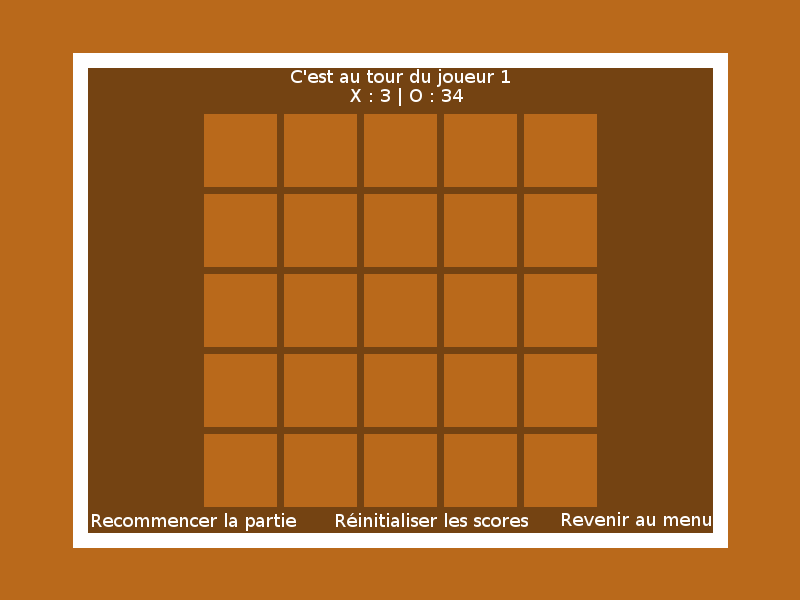 C'est au tour du joueur 1
X : 3 | O : 34
Recommencer la partie
Réinitialiser les scores
Revenir au menu